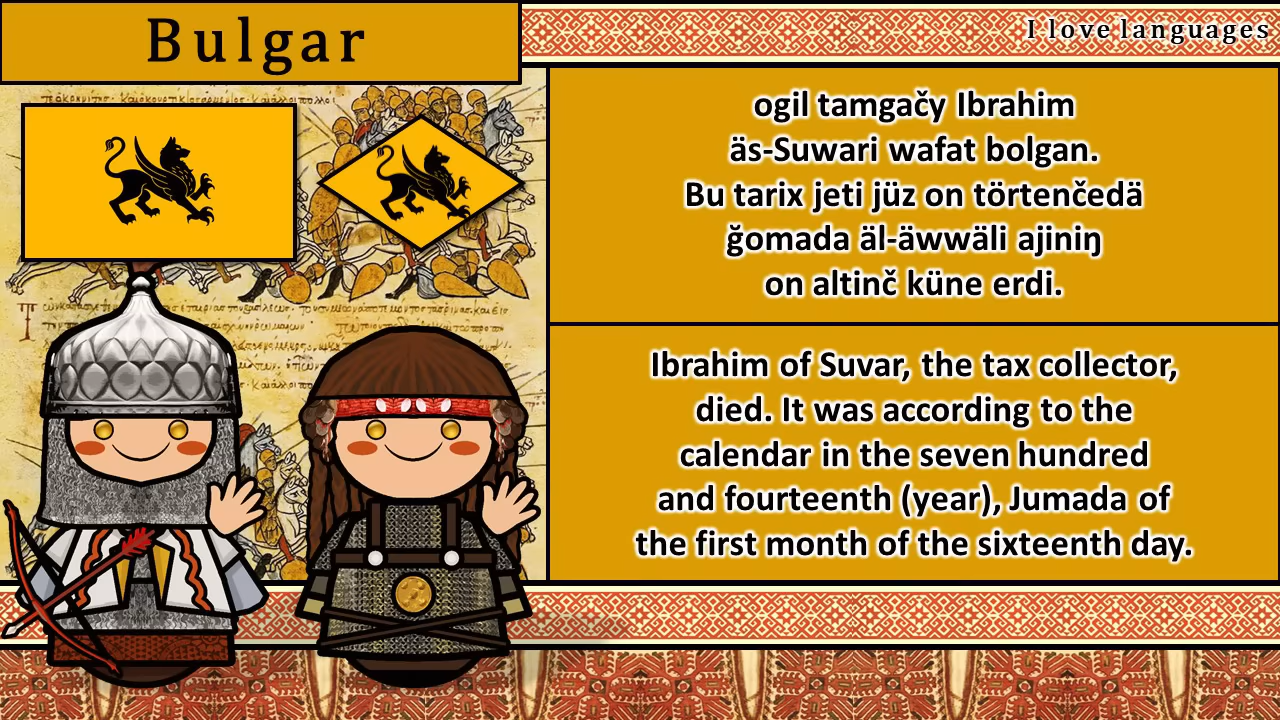 Bulgar
I love languages
ogil tamgačy Ibrahim
äs-Suwari wafat bolgan.
Bu tarix jeti jüz on törtenčedä
ğomada äl-äwwäli ajiniŋ
on altinč küne erdi.
Ibrahim of Suvar, the tax collector,
died. It was according to the
calendar in the seven hundred
and fourteenth (year), Jumada of
the first month of the sixteenth day.